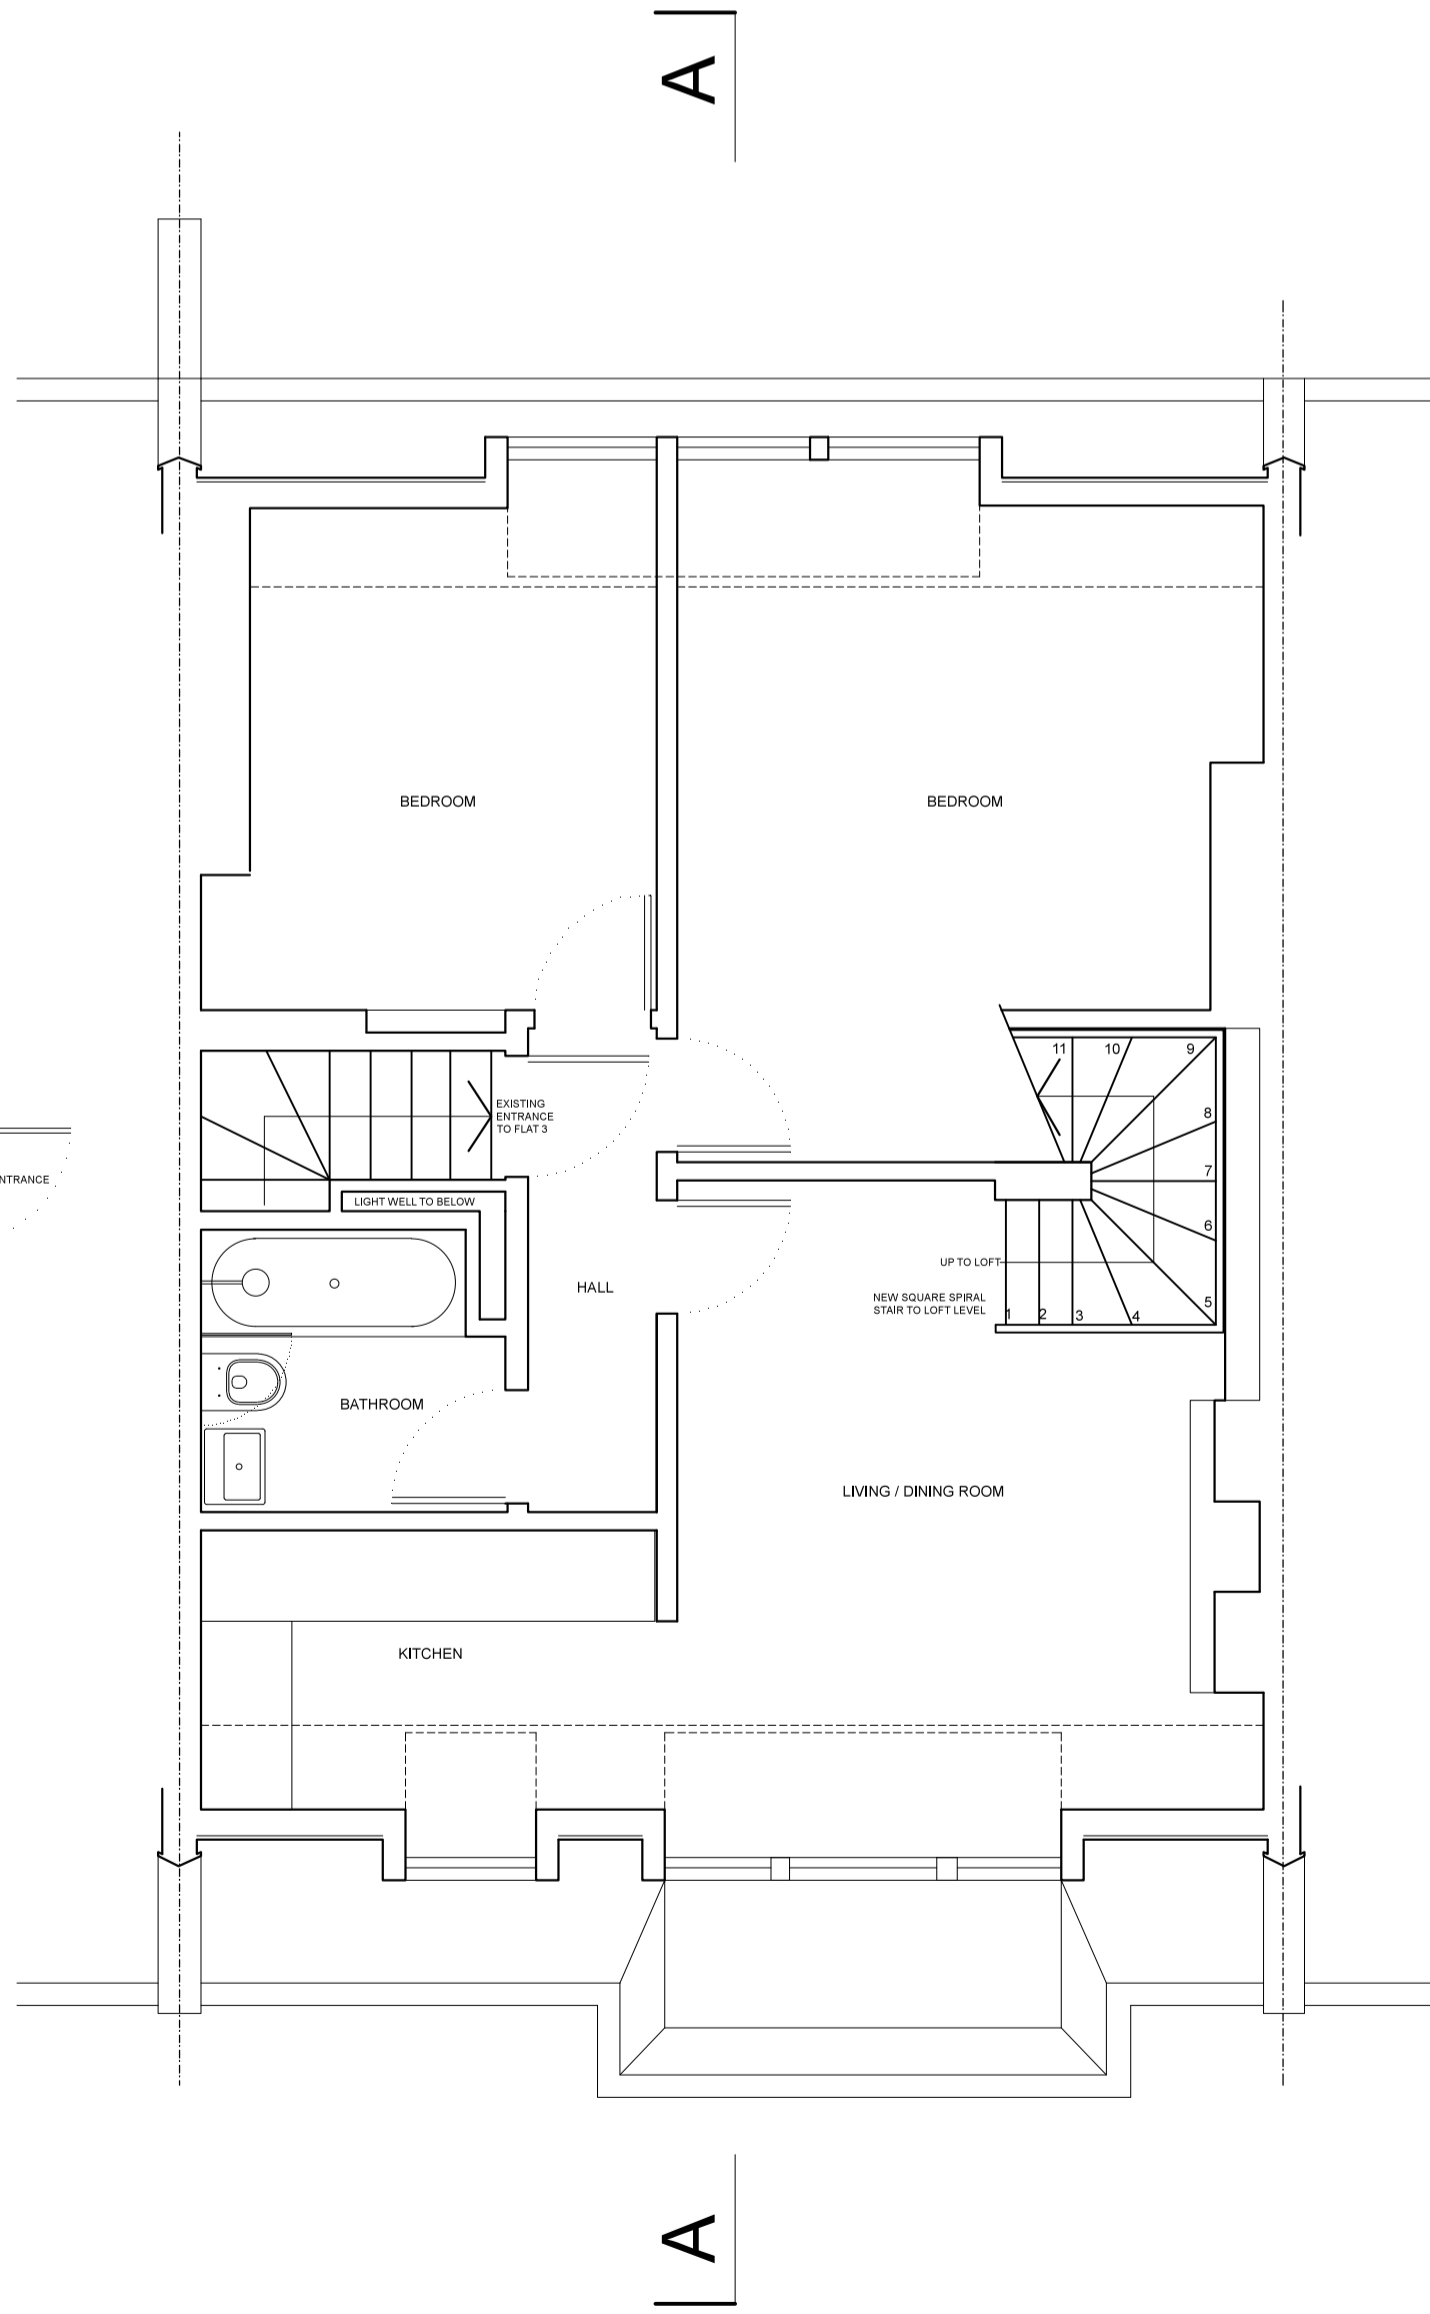 A
BEDROOM
BEDROOM
11
10
9
8
7
6
5
4
3
2
1
EXISTING
ENTRANCE
TO FLAT 3
NTRANCE
LIGHT WELL TO BELOW
UP TO LOFT
HALL
NEW SQUARE SPIRAL
STAIR TO LOFT LEVEL
BATHROOM
LIVING / DINING ROOM
KITCHEN
A